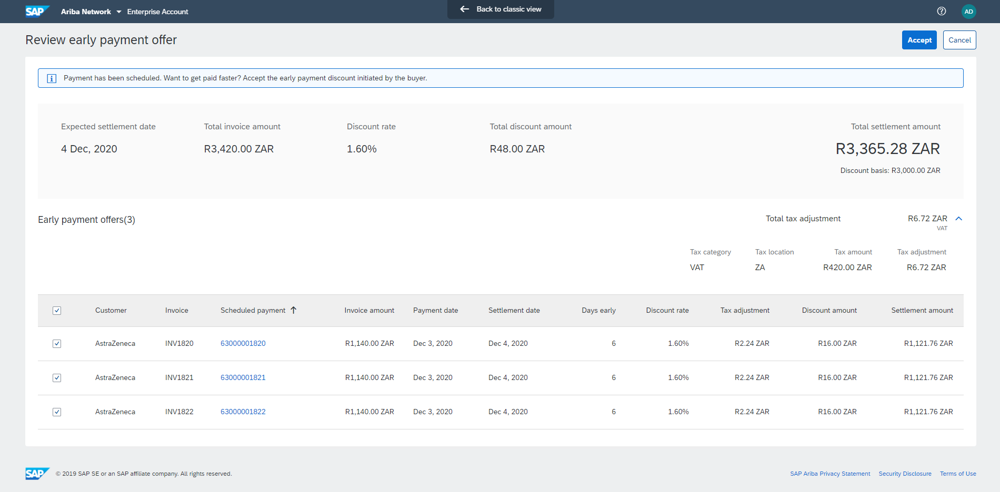 SAP Ariba Network Enterprise Account Back to classic view ? AD
Review early payment offer Accept Cancel
i Payment has been scheduled. Want to get paid faster? Accept the early payment discount initiated by the buyer.
Expected settlement date Total invoice amount Discount rate Total discount amount Total settlement amount
4 Dec, 2020 R3,420.00 ZAR 1.60% R48.00 ZAR R3,365.28 ZAR
Discount basis: R3,000.00 ZAR
Early payment offers(3) Total tax adjustment R6.72 ZAR
VAT
Tax category Tax location Tax amount Tax adjustment
VAT ZA R420.00 ZAR R6.72 ZAR
Customer Invoice Scheduled payment Invoice amount Payment date Settlement date Days early Discount rate Tax adjustment Discount amount Settlement amount
AstraZeneca INV1820 63000001820 R1,140.00 ZAR Dec 3, 2020 Dec 4, 2020 6 1.60% R2.24 ZAR R16.00 ZAR R1,121.76 ZAR
AstraZeneca INV1821 63000001821 R1,140.00 ZAR Dec 3, 2020 Dec 4, 2020 6 1.60% R2.24 ZAR R16.00 ZAR R1,121.76 ZAR
AstraZeneca INV1822 63000001822 R1,140.00 ZAR Dec 3, 2020 Dec 4, 2020 6 1.60% R2.24 ZAR R16.00 ZAR R1,121.76 ZAR
SAP © 2019 SAP SE or an SAP affiliate company. All rights reserved. SAP Ariba Privacy Statement Security Disclosure Terms of Use